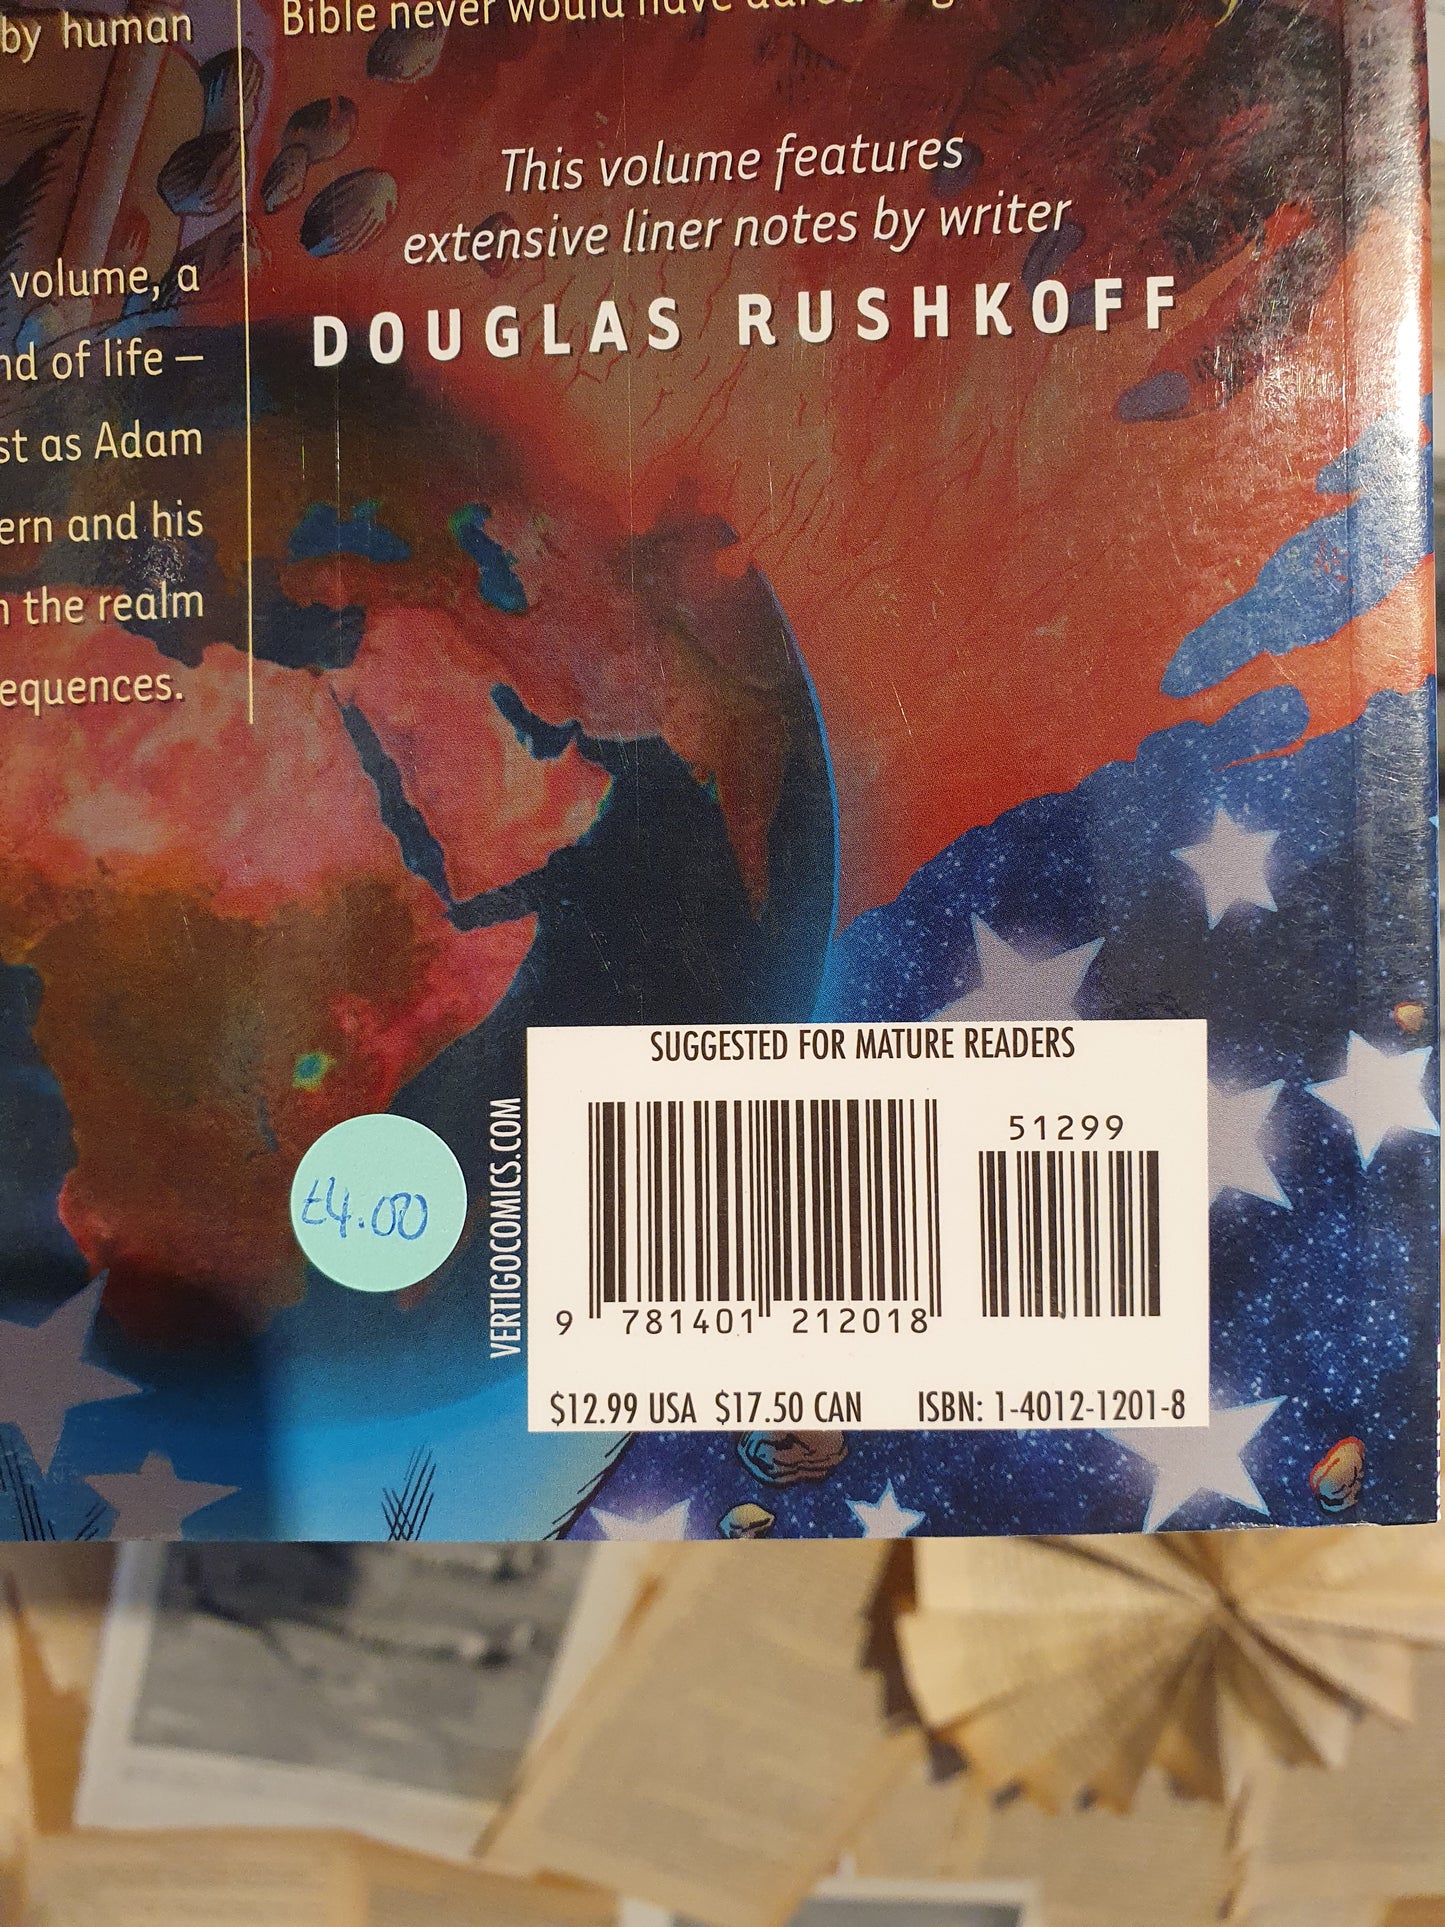 by human
volume, a
nd of life –
st as Adam
ern and his
n the realm
equences.
Bible never would have dared
This volume features
extensive liner notes by writer
DOUGLAS RUSHKOFF
£4.00
VERTIGOCOMICS.COM
SUGGESTED FOR MATURE READERS
51299
9 781401 212018
$12.99 USA $17.50 CAN ISBN: 1-4012-1201-8